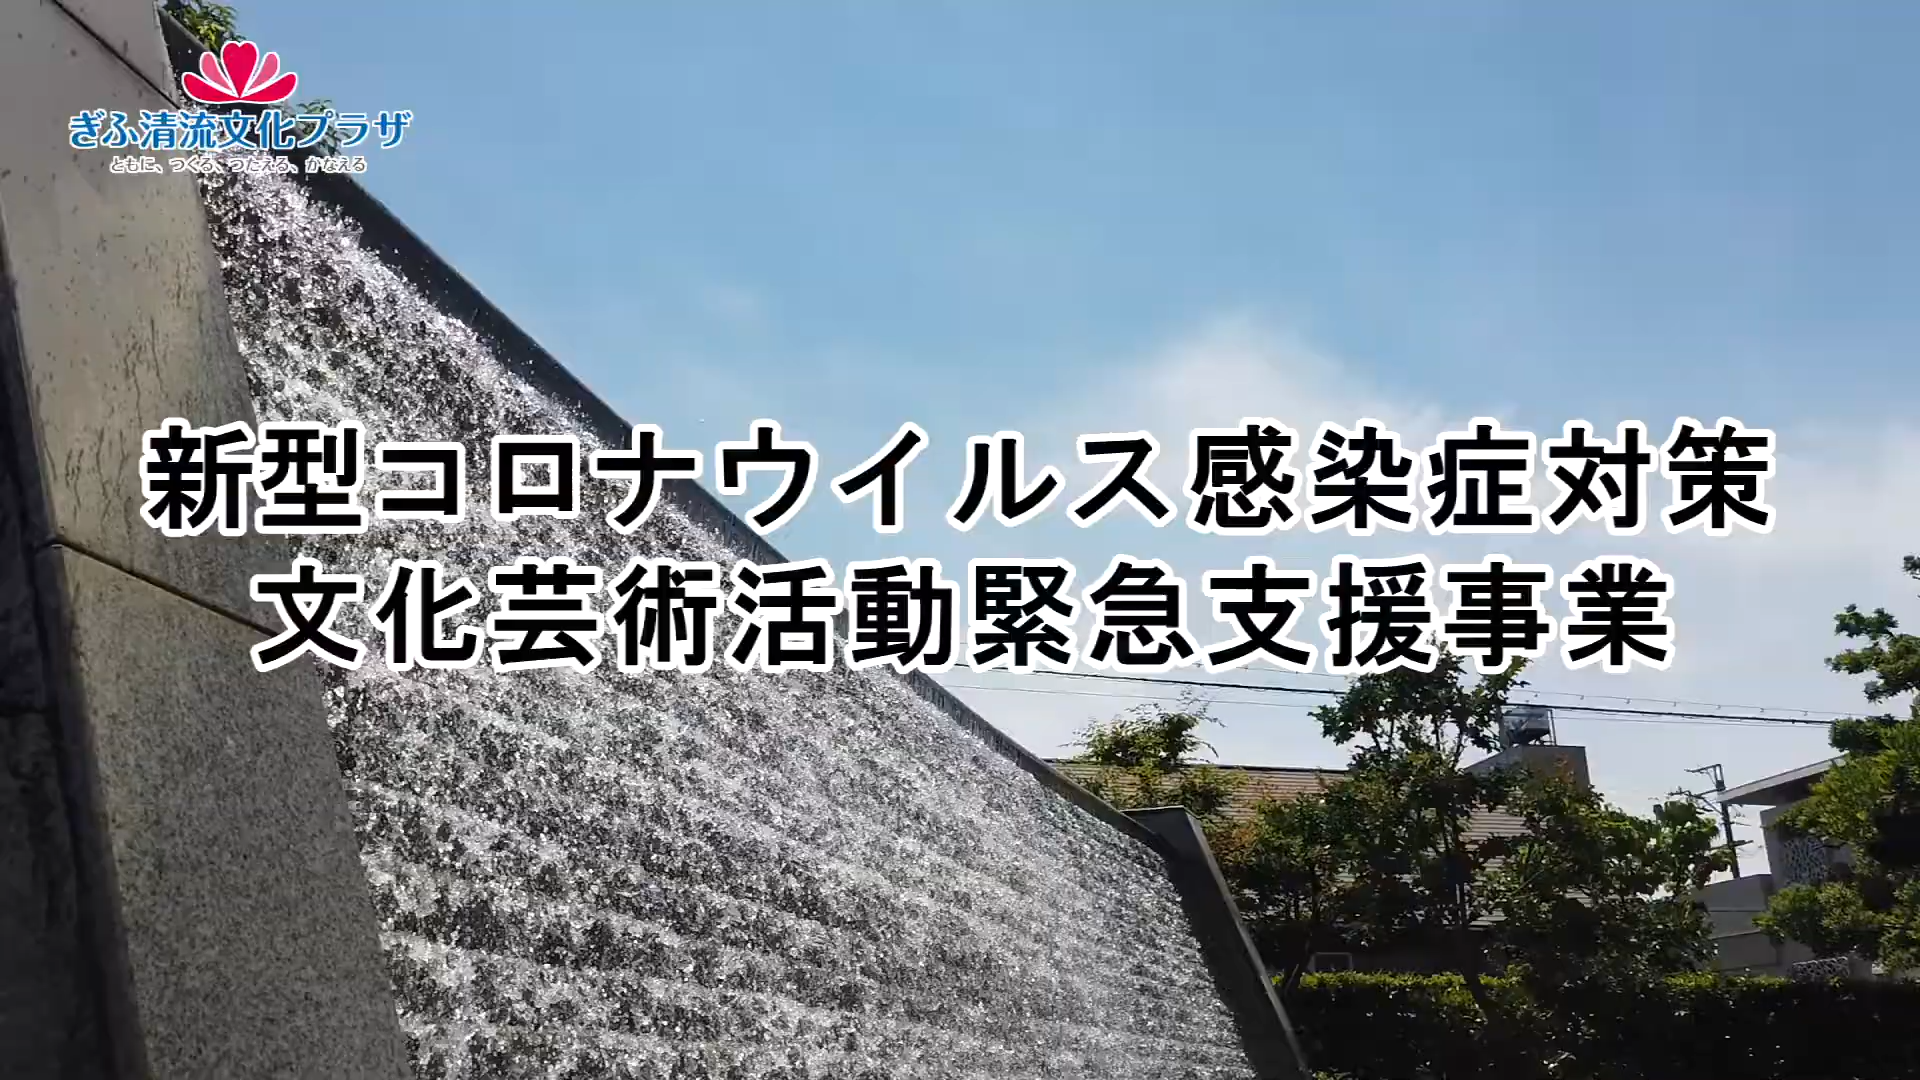 ぎふ清流文化プラザ
ともに、つくる、つたえる、かなえる
新型コロナウイルス感染症対策
文化芸術活動緊急支援事業